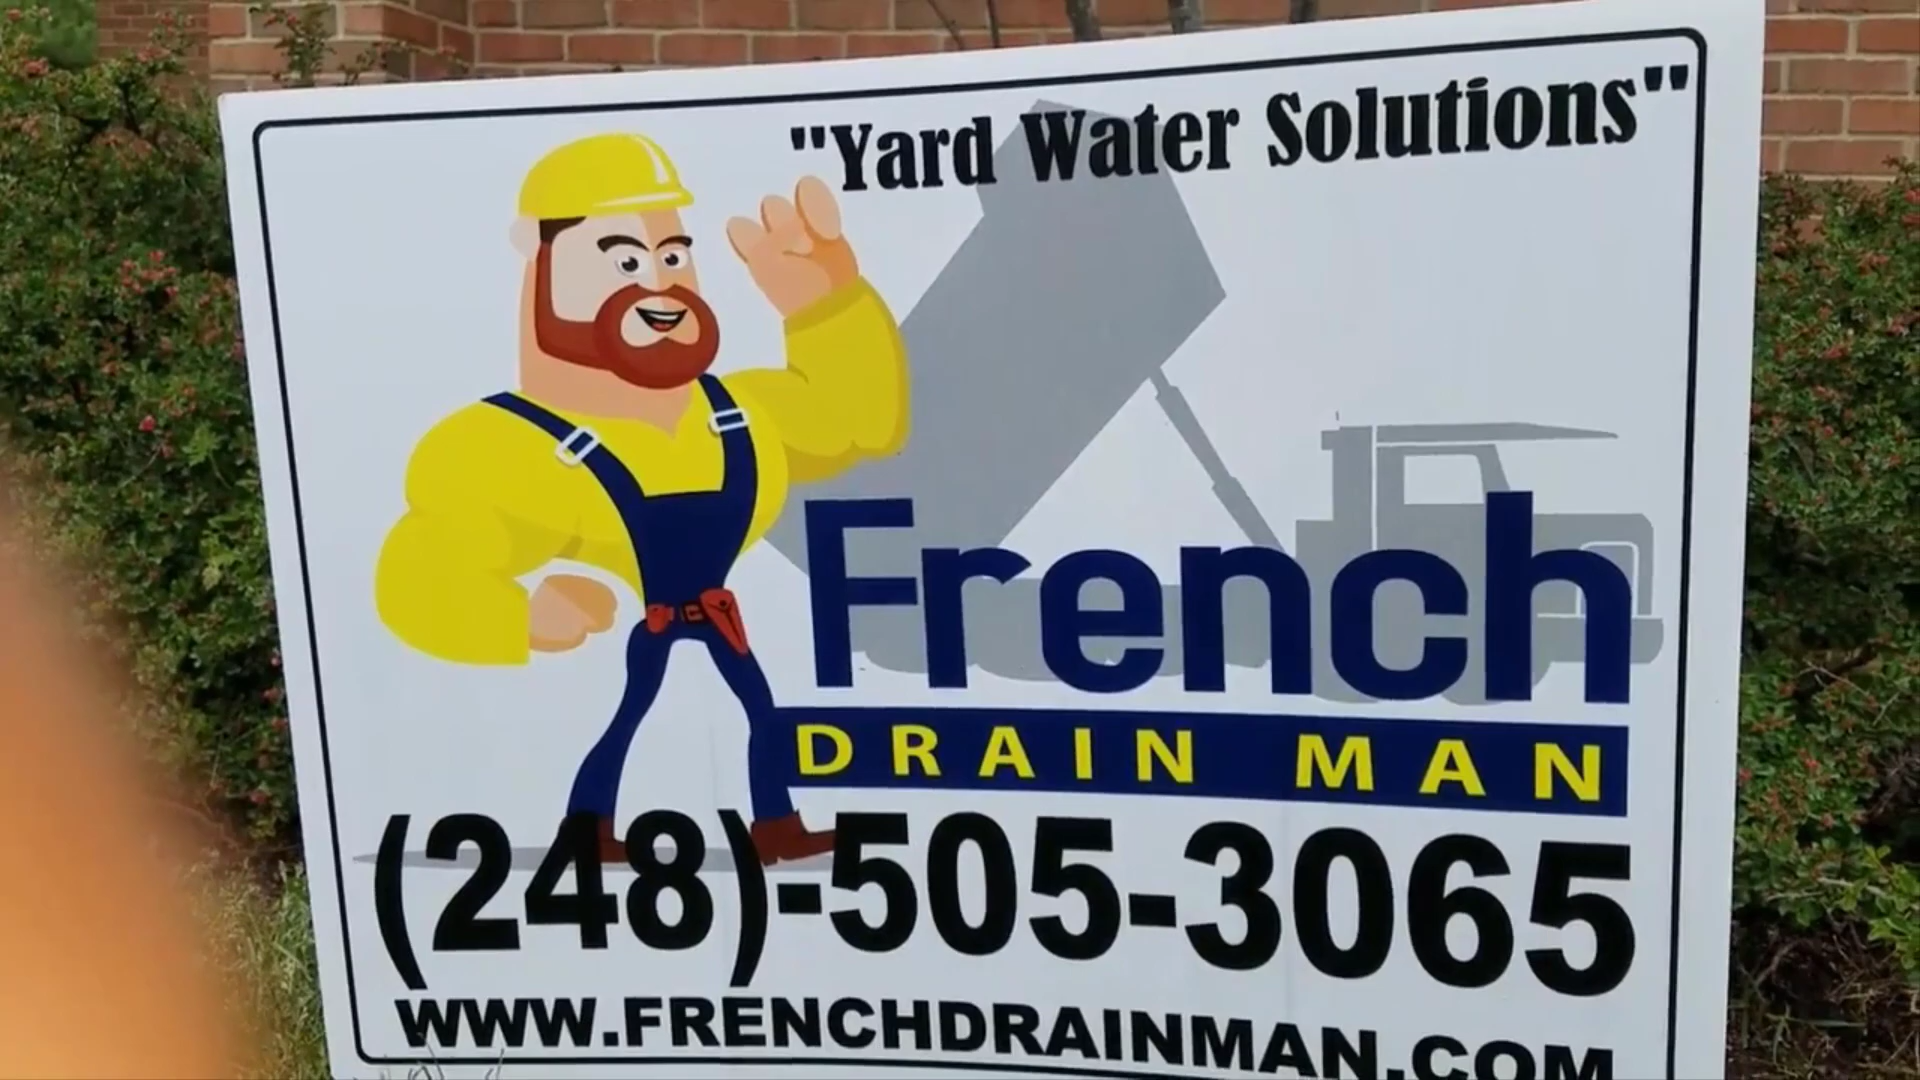 "Yard Water Solutions"
French
DRAIN MAN
(248)-505-3065
WWW.FRENCHDRAINMAN.COM